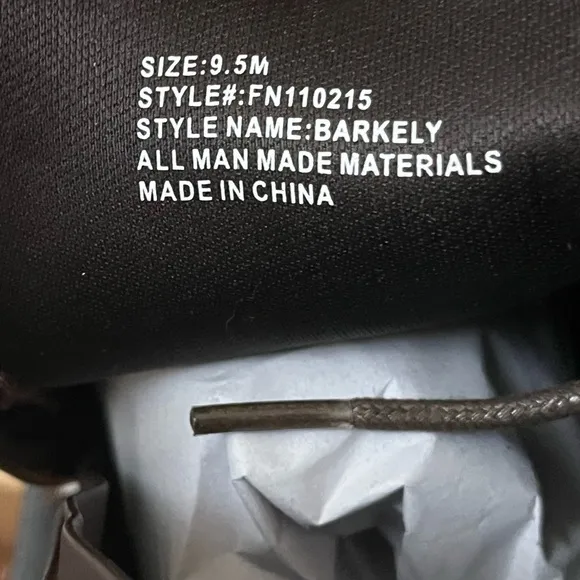 SIZE:9.5M
STYLE#:FN110215
STYLE NAME:BARKELY
ALL MAN MADE MATERIALS
MADE IN CHINA